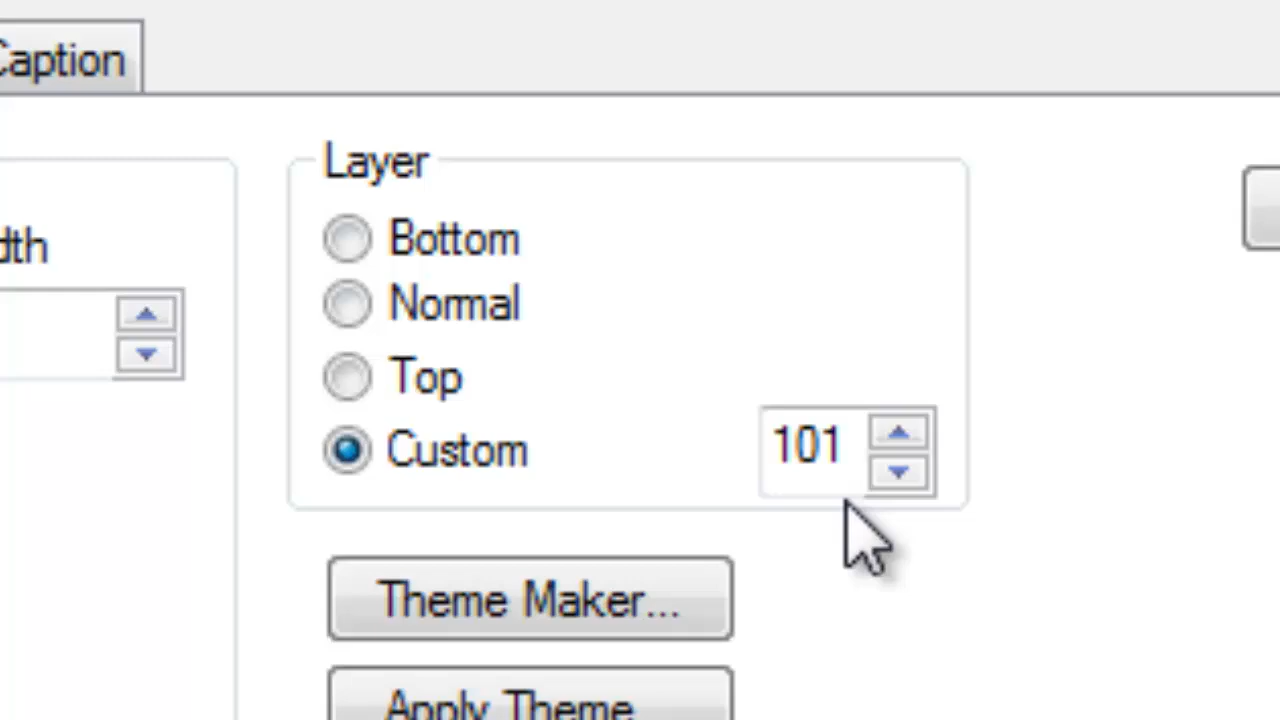 Caption
Layer
dth
Bottom
Normal
Top
Custom
101
Theme Maker...
Apply Theme